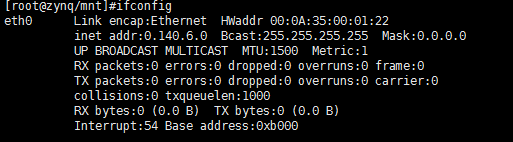 [root@zynq/mnt]#ifconfig
eth0      Link encap:Ethernet  HWaddr 00:0A:35:00:01:22
          inet addr:0.140.6.0  Bcast:255.255.255.255  Mask:0.0.0.0
          UP BROADCAST MULTICAST  MTU:1500  Metric:1
          RX packets:0 errors:0 dropped:0 overruns:0 frame:0
          TX packets:0 errors:0 dropped:0 overruns:0 carrier:0
          collisions:0 txqueuelen:1000
          RX bytes:0 (0.0 B)  TX bytes:0 (0.0 B)
          Interrupt:54 Base address:0xb000